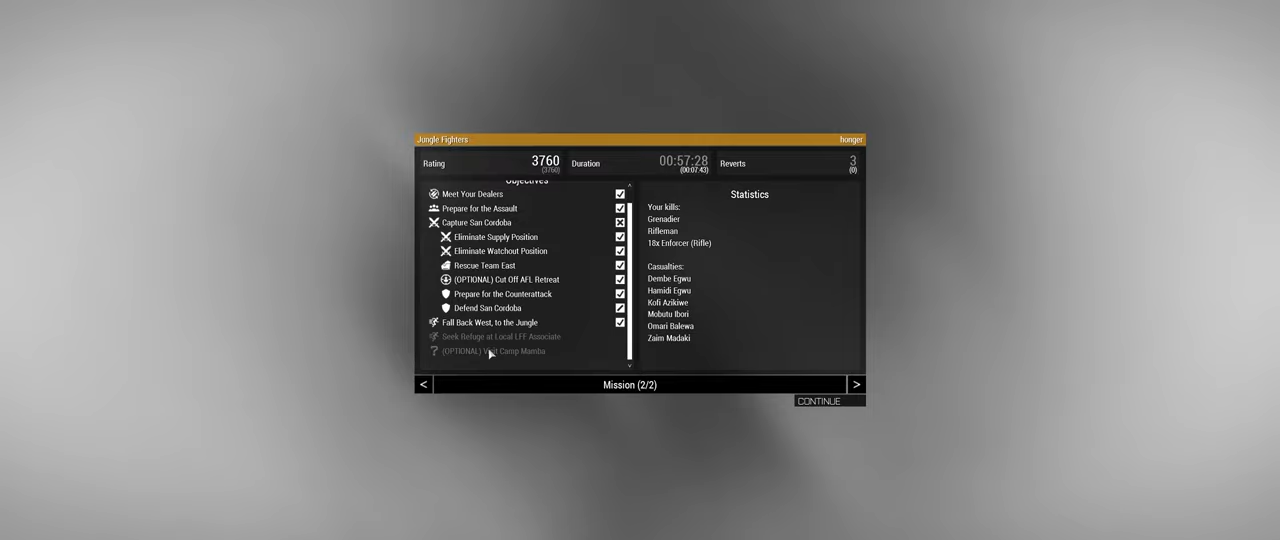 Jungle Fighters honger
Rating 3760 Duration 00:57:28 Reverts 3
(3760) (00:07:43) (0)
Objectives
Meet Your Dealers
Prepare for the Assault
Capture San Cordoba
Eliminate Supply Position
Eliminate Watchout Position
Rescue Team East
(OPTIONAL) Cut Off AFL Retreat
Prepare for the Counterattack
Defend San Cordoba
Fall Back West, to the Jungle
Seek Refuge at Local LFF Associate
(OPTIONAL) Visit Camp Mamba
Statistics
Your kills:
Grenadier
Rifleman
18x Enforcer (Rifle)
Casualties:
Dembe Egwu
Hamidi Egwu
Kofi Azikiwe
Mobutu Ibori
Omari Balewa
Zaim Madaki
< Mission (2/2) >
CONTINUE